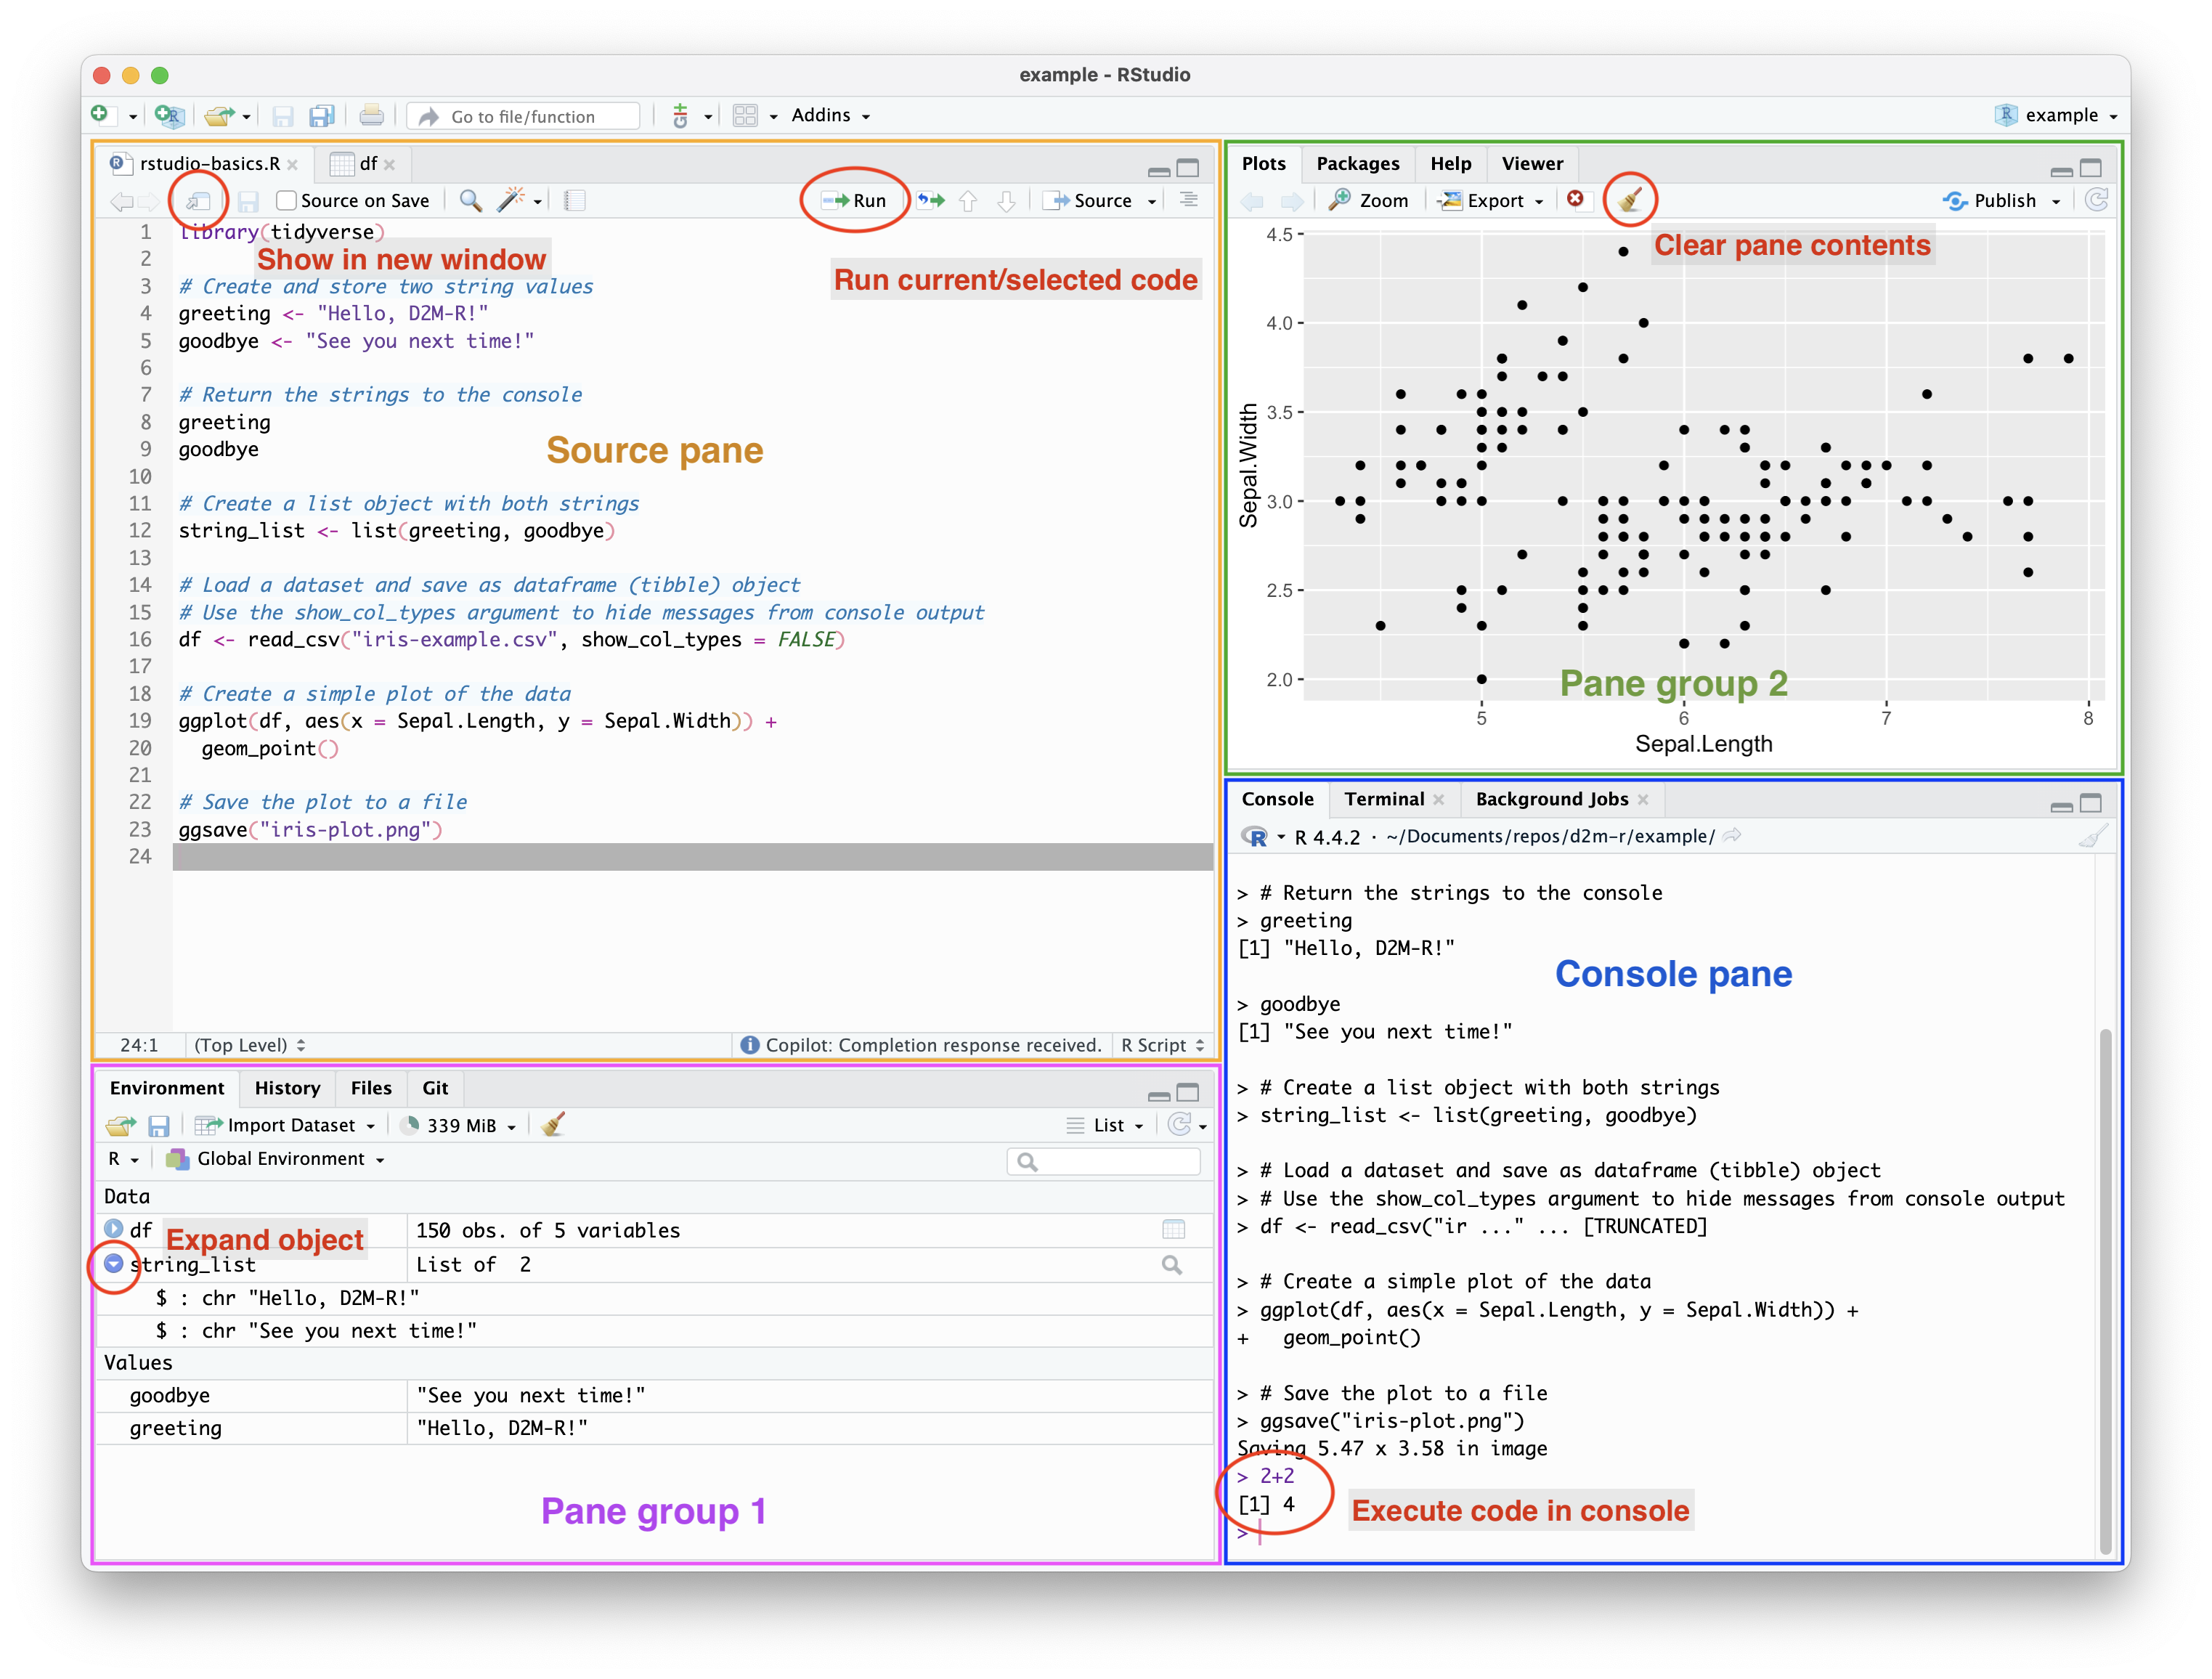 example - RStudio
Go to file/function
Addins
example
rstudio-basics.R
df
Source on Save
Run
Source
1 library(tidyverse)
2
Show in new window
3 # Create and store two string values
Run current/selected code
4 greeting <- "Hello, D2M-R!"
5 goodbye <- "See you next time!"
6
7 # Return the strings to the console
8 greeting
9 goodbye
Source pane
10
11 # Create a list object with both strings
12 string_list <- list(greeting, goodbye)
13
14 # Load a dataset and save as dataframe (tibble) object
15 # Use the show_col_types argument to hide messages from console output
16 df <- read_csv("iris-example.csv", show_col_types = FALSE)
17
18 # Create a simple plot of the data
19 ggplot(df, aes(x = Sepal.Length, y = Sepal.Width)) +
20   geom_point()
21
22 # Save the plot to a file
23 ggsave("iris-plot.png")
24
24:1 (Top Level) Copilot: Completion response received. R Script
Environment History Files Git
Import Dataset 339 MiB List
R Global Environment
Data
df 150 obs. of 5 variables
Expand object
string_list List of  2
$ : chr "Hello, D2M-R!"
$ : chr "See you next time!"
Values
goodbye "See you next time!"
greeting "Hello, D2M-R!"
Pane group 1
Plots Packages Help Viewer
Zoom Export Publish
Clear pane contents
4.5
4.0
3.5
3.0
2.5
2.0
Sepal.Width
Pane group 2
5 6 7 8
Sepal.Length
Console Terminal Background Jobs
R R 4.4.2 · ~/Documents/repos/d2m-r/example/
> # Return the strings to the console
> greeting
[1] "Hello, D2M-R!"
Console pane
> goodbye
[1] "See you next time!"
> # Create a list object with both strings
> string_list <- list(greeting, goodbye)
> # Load a dataset and save as dataframe (tibble) object
> # Use the show_col_types argument to hide messages from console output
> df <- read_csv("ir ..." ... [TRUNCATED]
> # Create a simple plot of the data
> ggplot(df, aes(x = Sepal.Length, y = Sepal.Width)) +
+   geom_point()
> # Save the plot to a file
> ggsave("iris-plot.png")
Saving 5.47 x 3.58 in image
> 2+2
[1] 4
Execute code in console
>